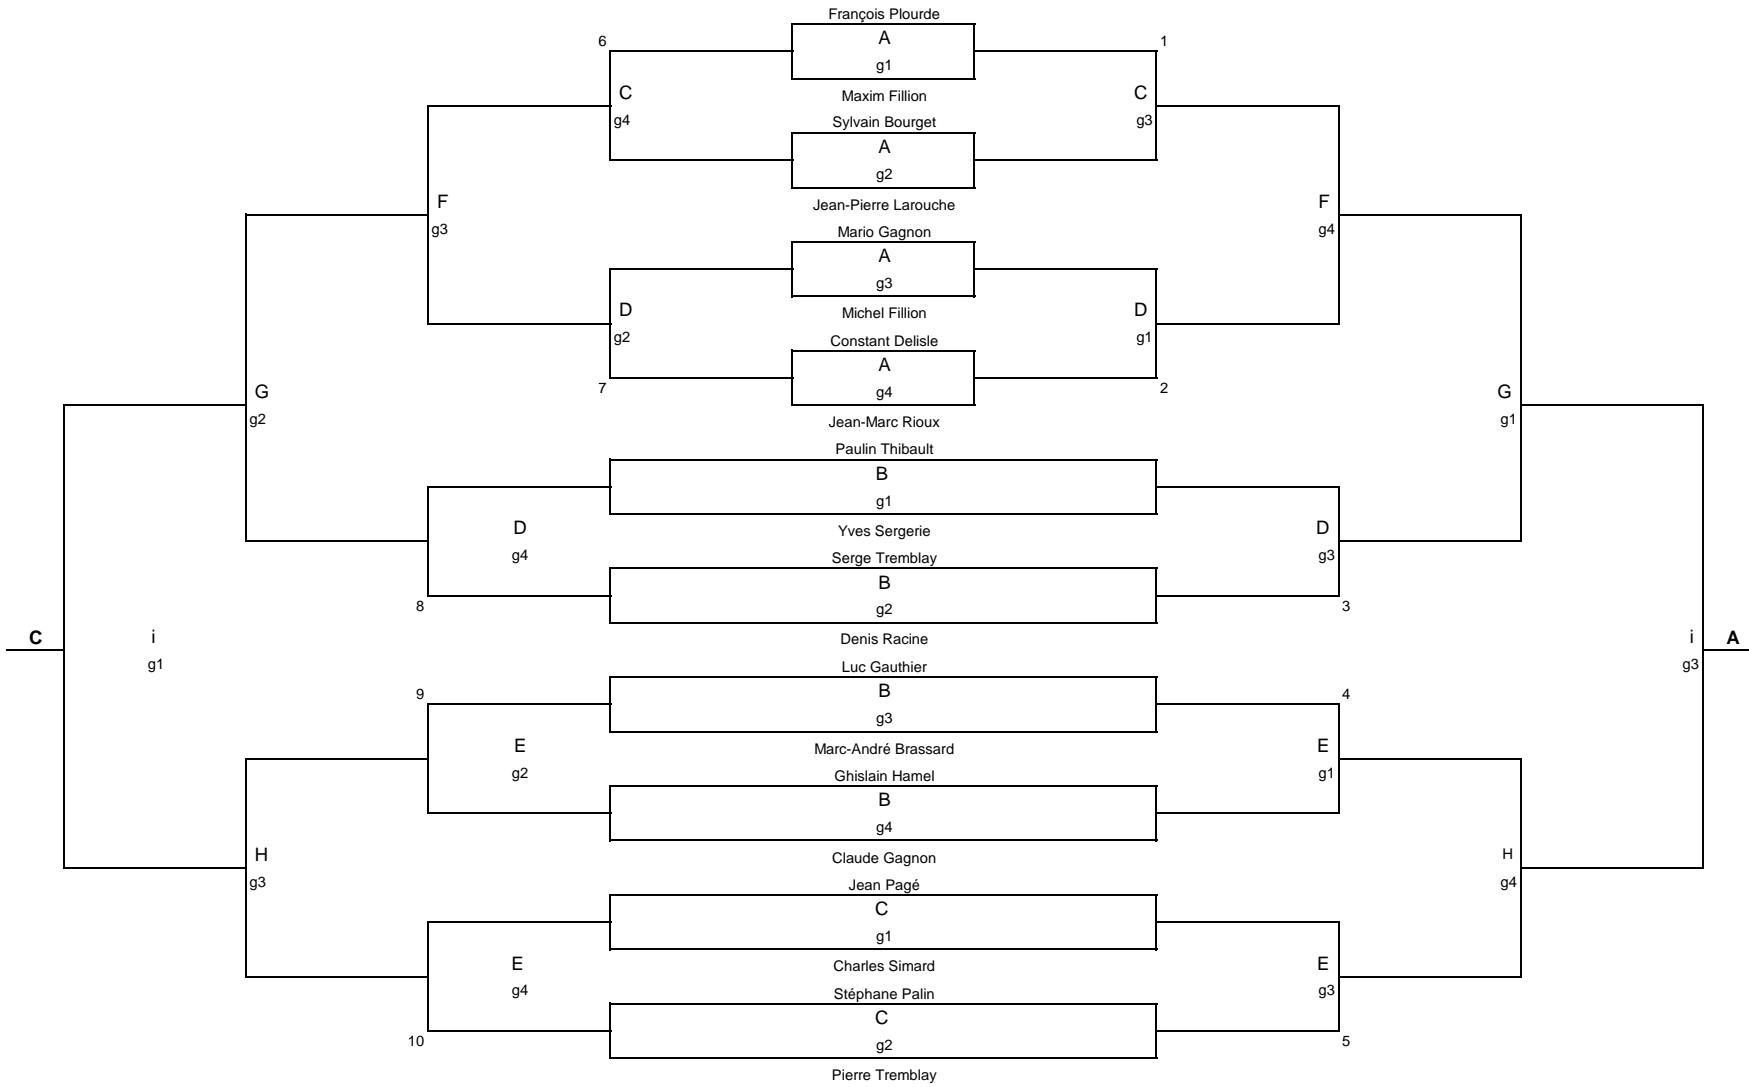 François Plourde
6 A 1
g1
C Maxim Fillion C
g4 Sylvain Bourget g3
A
g2
F Jean-Pierre Larouche F
g3 Mario Gagnon g4
A
g3
D Michel Fillion D
g2 Constant Delisle g1
A
7 g4 2
G G
g2 Jean-Marc Rioux g1
Paulin Thibault
B
g1
D Yves Sergerie D
g4 Serge Tremblay g3
B
8 g2 3
C i Denis Racine i A
g1 Luc Gauthier g3
9 B 4
g3
E Marc-André Brassard E
g2 Ghislain Hamel g1
B
g4
H Claude Gagnon H
g3 Jean Pagé g4
C
g1
E Charles Simard E
g4 Stéphane Palin g3
C
10 g2 5
Pierre Tremblay